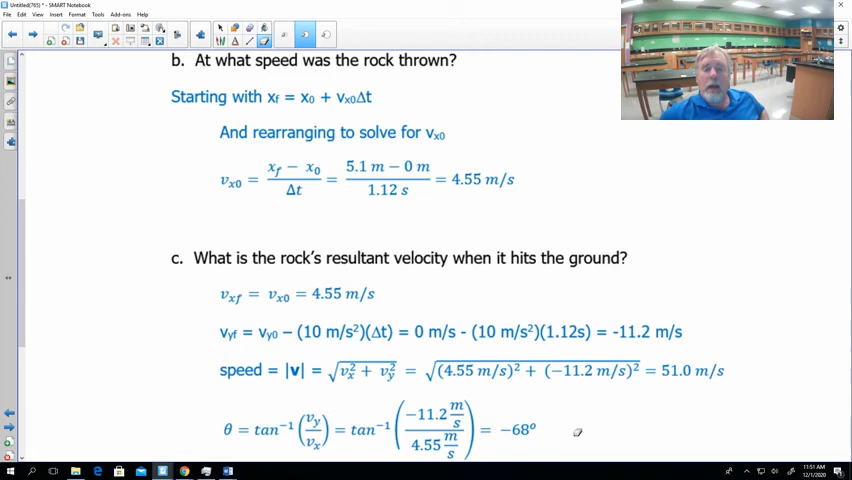 Untitled(765) * - SMART Notebook
File Edit View Insert Format Tools Add-ons Help
b. At what speed was the rock thrown?
Starting with xf = x0 + vx0Δt
And rearranging to solve for vx0
vx0 = (xf − x0)/Δt = (5.1 m − 0 m)/1.12 s = 4.55 m/s
c. What is the rock's resultant velocity when it hits the ground?
vxf = vx0 = 4.55 m/s
vyf = vy0 – (10 m/s²)(Δt) = 0 m/s - (10 m/s²)(1.12s) = -11.2 m/s
speed = |v| = √(vx² + vy²) = √((4.55 m/s)² + (−11.2 m/s)²) = 51.0 m/s
θ = tan⁻¹(vy/vx) = tan⁻¹(−11.2 m/s / 4.55 m/s) = −68°
11:51 AM
12/1/2020